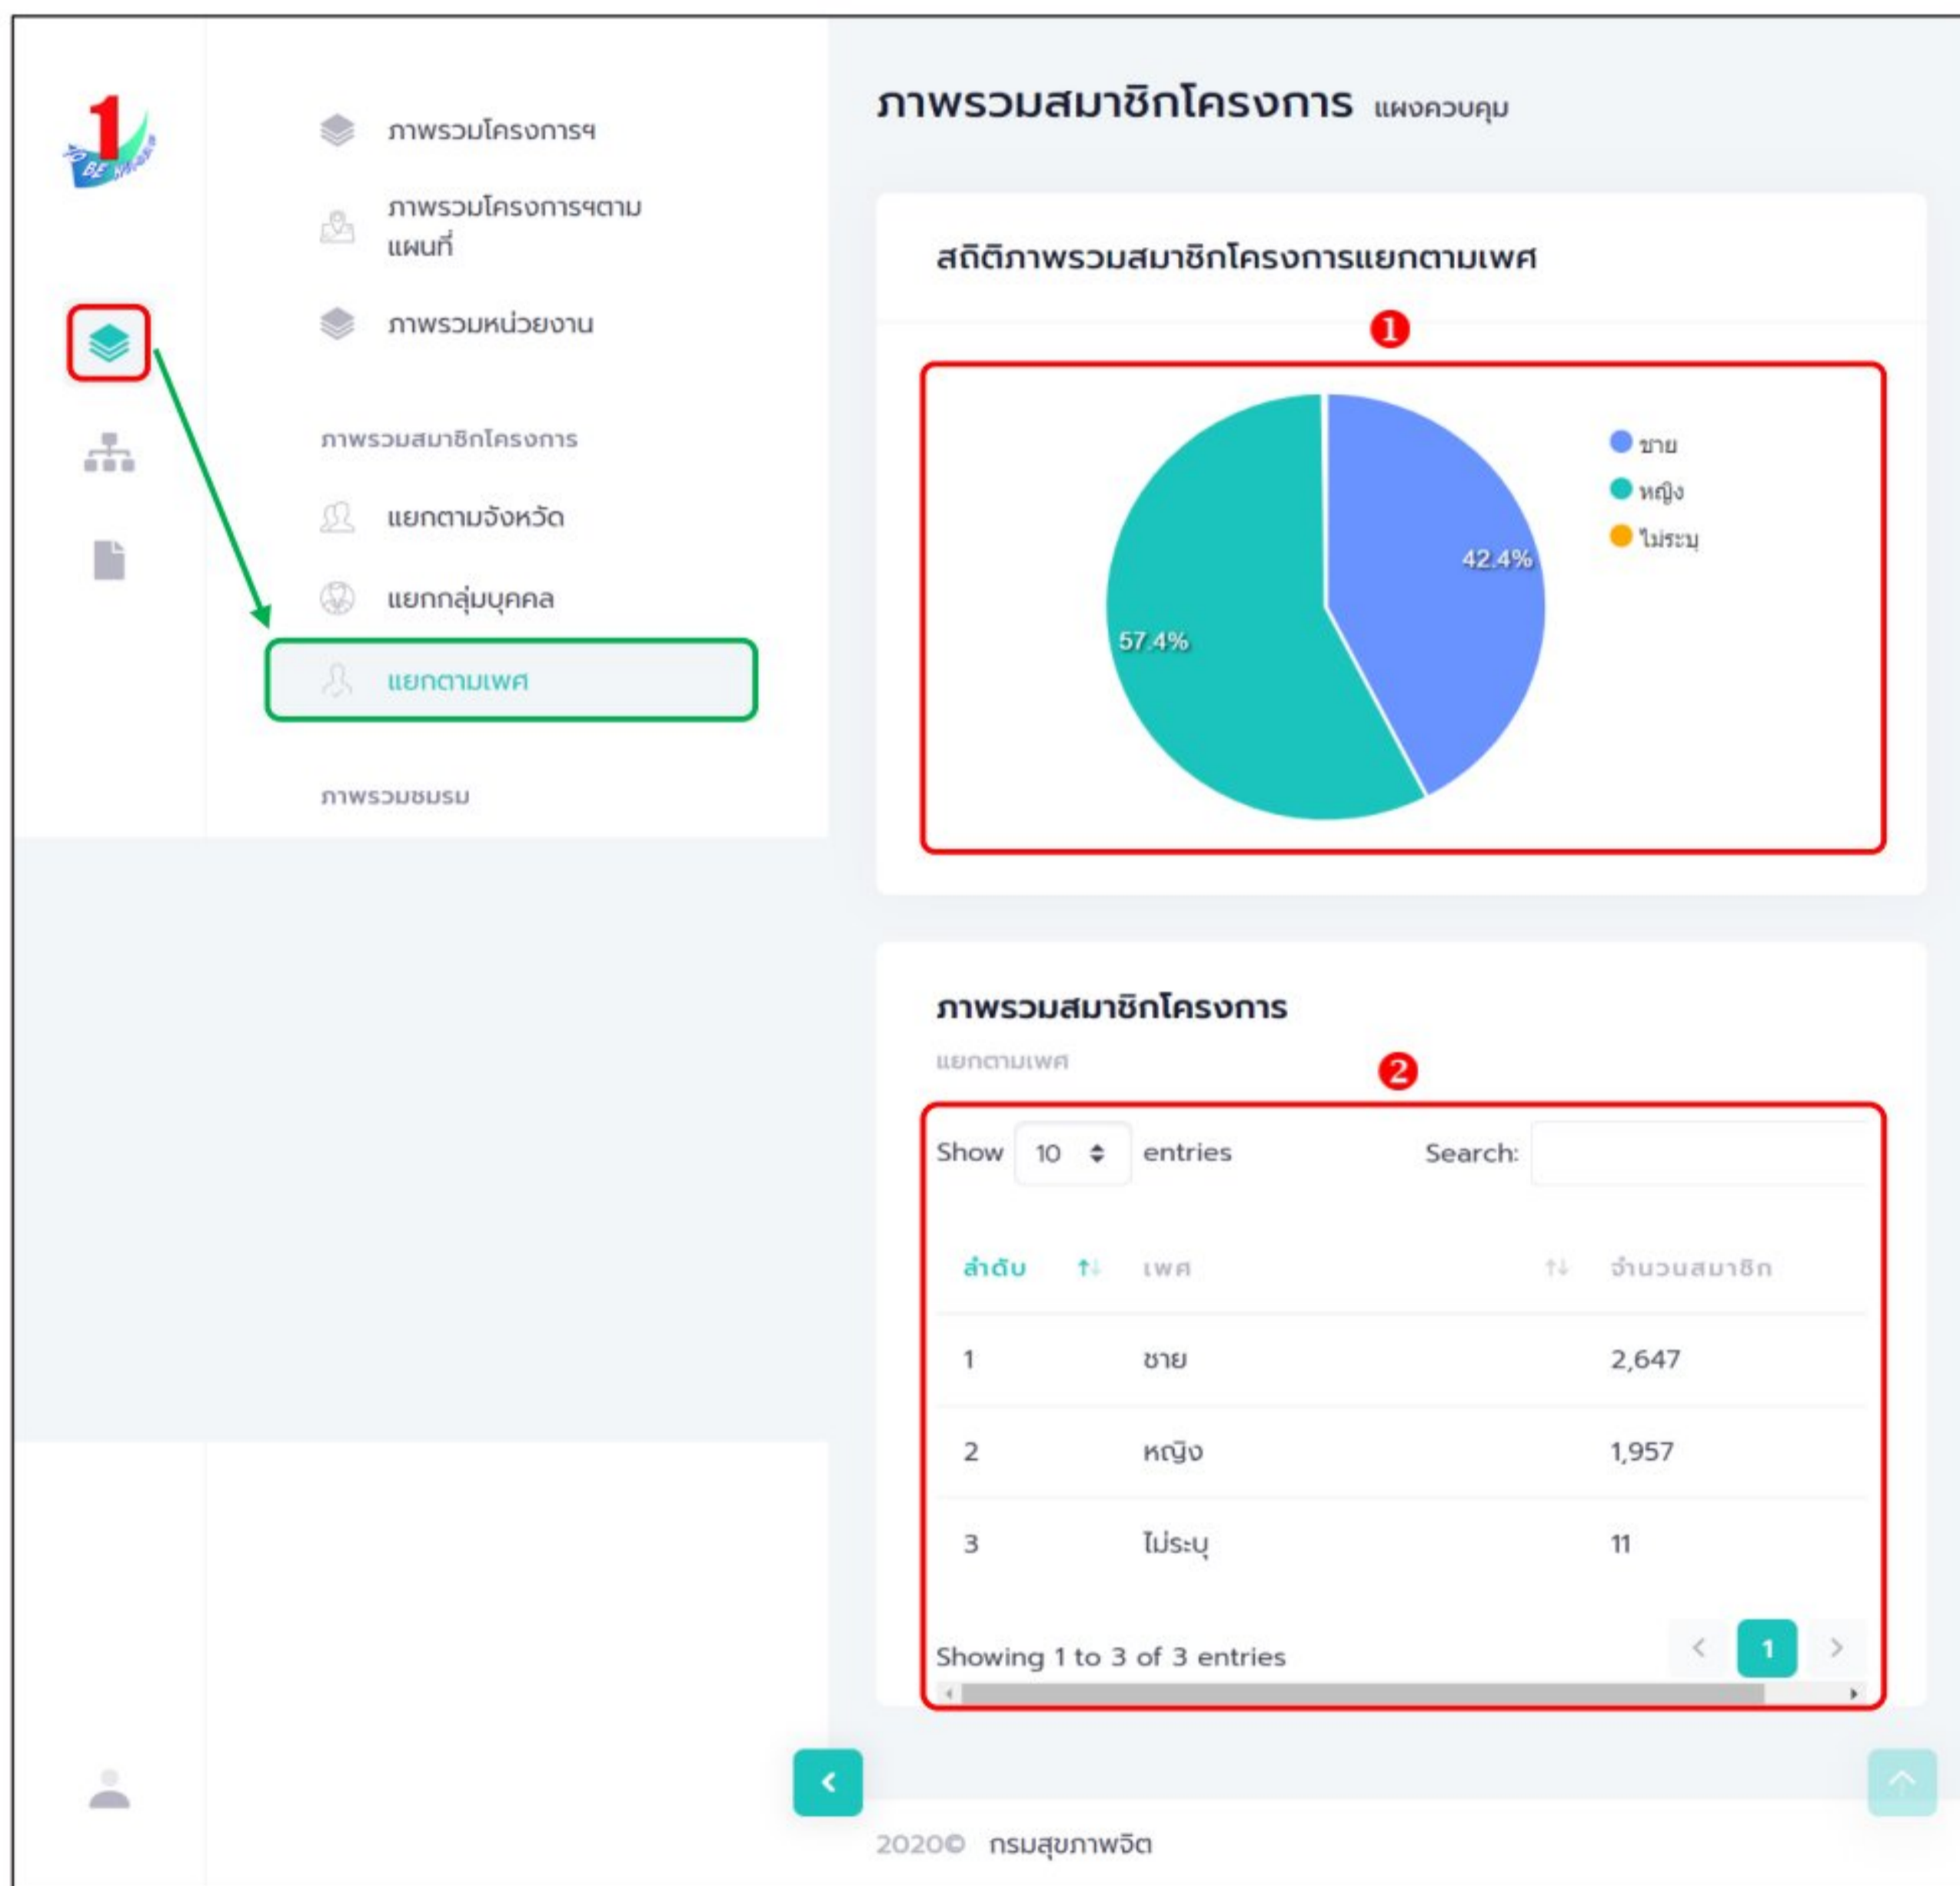 1
BE
ภาพรวมโครงการฯ
ภาพรวมโครงการฯตาม
แผนที่
ภาพรวมหน่วยงาน
ภาพรวมสมาชิกโครงการ
แยกตามจังหวัด
แยกกลุ่มบุคคล
แยกตามเพศ
ภาพรวมชมรม
ภาพรวมสมาชิกโครงการ แผงควบคุม
สถิติภาพรวมสมาชิกโครงการแยกตามเพศ
1
42.4%
57.4%
ชาย
หญิง
ไม่ระบุ
ภาพรวมสมาชิกโครงการ
แยกตามเพศ
2
Show 10 entries Search:
ลำดับ เพศ จำนวนสมาชิก
1 ชาย 2,647
2 หญิง 1,957
3 ไม่ระบุ 11
Showing 1 to 3 of 3 entries < 1 >
2020© กรมสุขภาพจิต